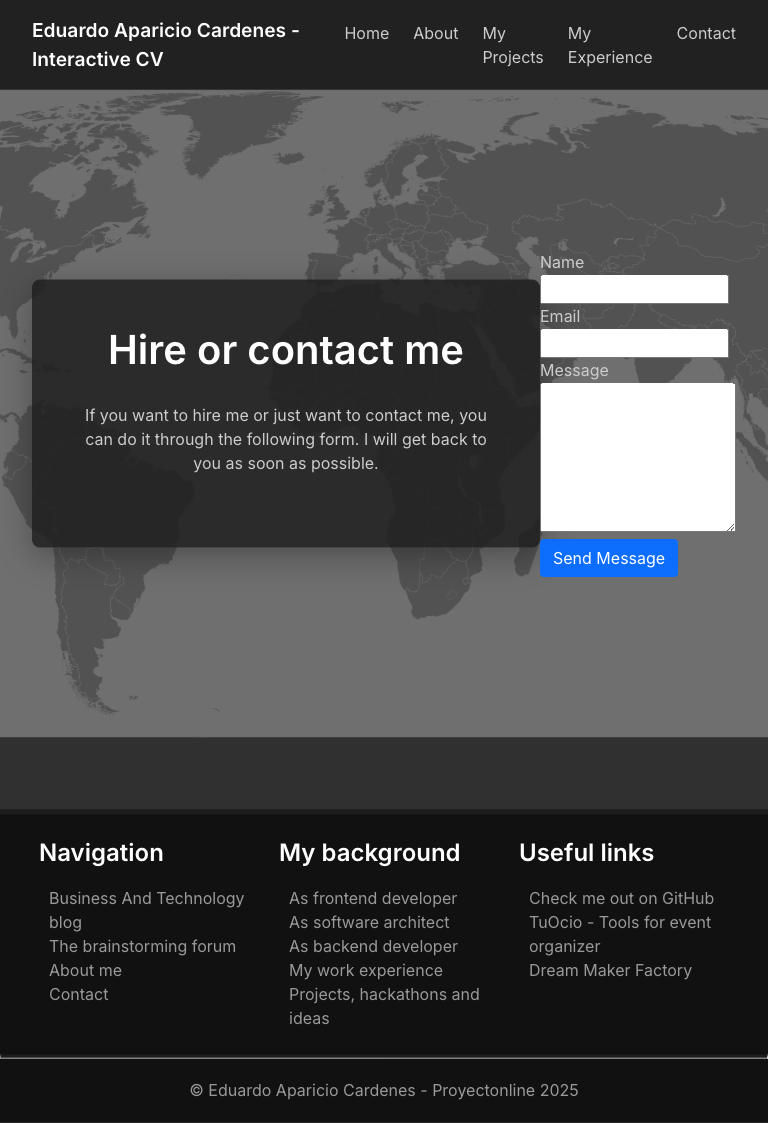 Eduardo Aparicio Cardenes -
Interactive CV
Home
About
My
Projects
My
Experience
Contact
Hire or contact me
If you want to hire me or just want to contact me, you
can do it through the following form. I will get back to
you as soon as possible.
Name
Email
Message
Send Message
Navigation
Business And Technology
blog
The brainstorming forum
About me
Contact
My background
As frontend developer
As software architect
As backend developer
My work experience
Projects, hackathons and
ideas
Useful links
Check me out on GitHub
TuOcio - Tools for event
organizer
Dream Maker Factory
© Eduardo Aparicio Cardenes - Proyectonline 2025